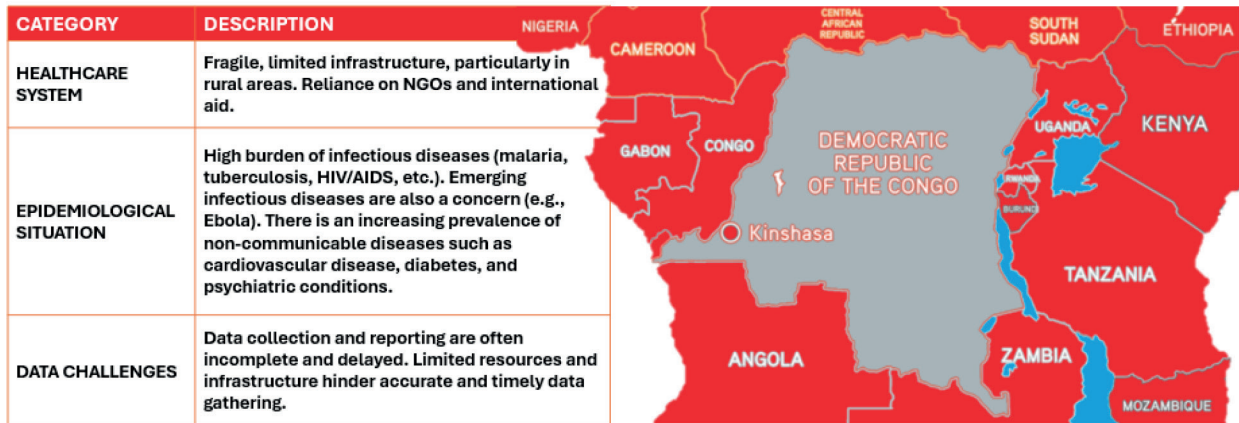 CATEGORY
DESCRIPTION
HEALTHCARE
SYSTEM
Fragile, limited infrastructure, particularly in
rural areas. Reliance on NGOs and international
aid.
EPIDEMIOLOGICAL
SITUATION
High burden of infectious diseases (malaria,
tuberculosis, HIV/AIDS, etc.). Emerging
infectious diseases are also a concern (e.g.,
Ebola). There is an increasing prevalence of
non-communicable diseases such as
cardiovascular disease, diabetes, and
psychiatric conditions.
DATA CHALLENGES
Data collection and reporting are often
incomplete and delayed. Limited resources and
infrastructure hinder accurate and timely data
gathering.
NIGERIA
CAMEROON
CENTRAL
AFRICAN
REPUBLIC
SOUTH
SUDAN
ETHIOPIA
GABON
CONGO
DEMOCRATIC
REPUBLIC
OF THE CONGO
UGANDA
KENYA
RWANDA
BURUNDI
Kinshasa
TANZANIA
ANGOLA
ZAMBIA
MOZAMBIQUE